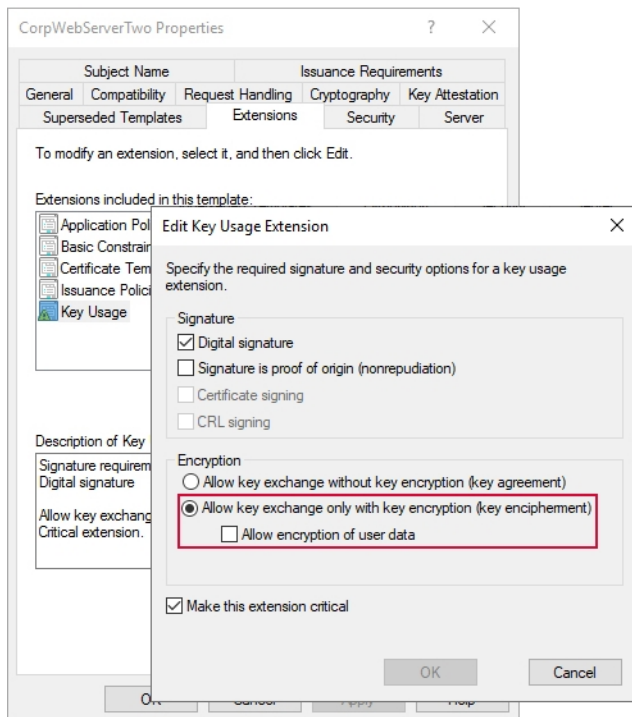 CorpWebServerTwo Properties
?
Subject Name
Issuance Requirements
General
Compatibility
Request Handling
Cryptography
Key Attestation
Superseded Templates
Extensions
Security
Server
To modify an extension, select it, and then click Edit.
Extensions included in this template:
Application Pol
Basic Constrain
Certificate Tem
Issuance Polici
Key Usage
Description of Key
Signature requirem
Digital signature
Allow key exchang
Critical extension.
Edit Key Usage Extension
Specify the required signature and security options for a key usage
extension.
Signature
Digital signature
Signature is proof of origin (nonrepudiation)
Certificate signing
CRL signing
Encryption
Allow key exchange without key encryption (key agreement)
Allow key exchange only with key encryption (key encipherment)
Allow encryption of user data
Make this extension critical
OK
Cancel